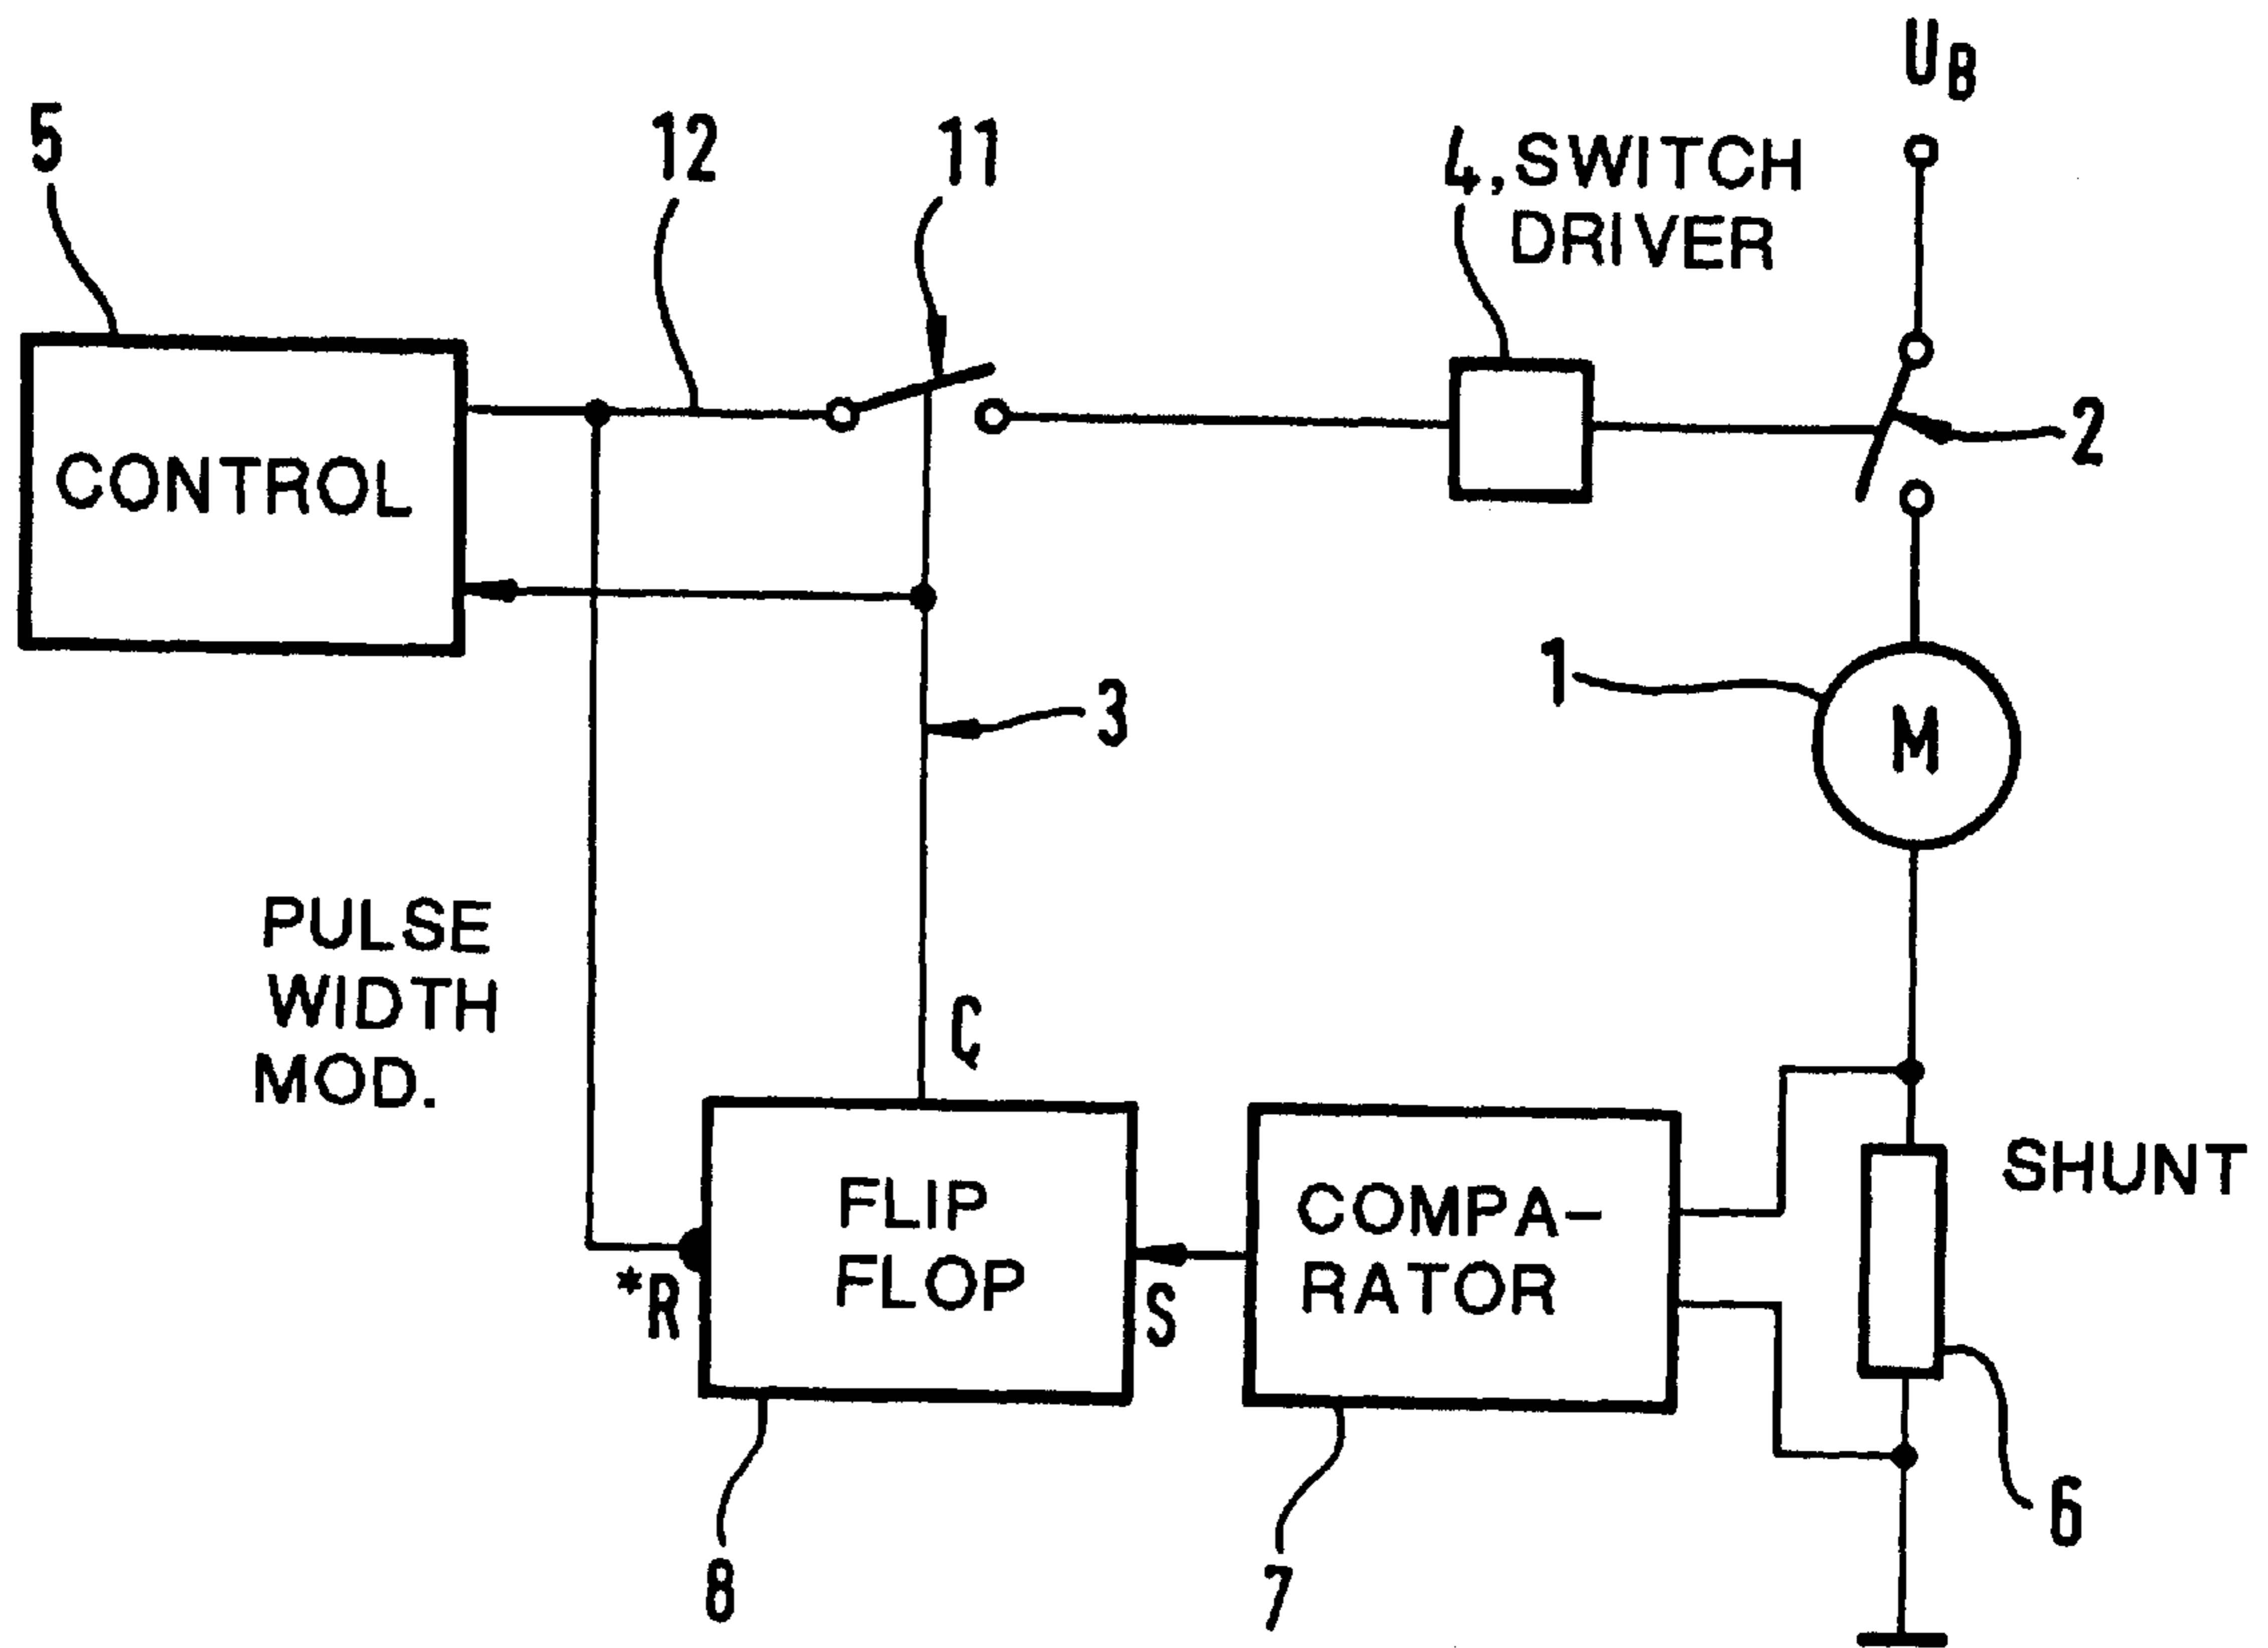 U_B
5
12
11
4, SWITCH
DRIVER
CONTROL
2
1
M
3
PULSE
WIDTH
MOD.
Q
FLIP
FLOP
*R
S
COMPA-
RATOR
SHUNT
6
8
7